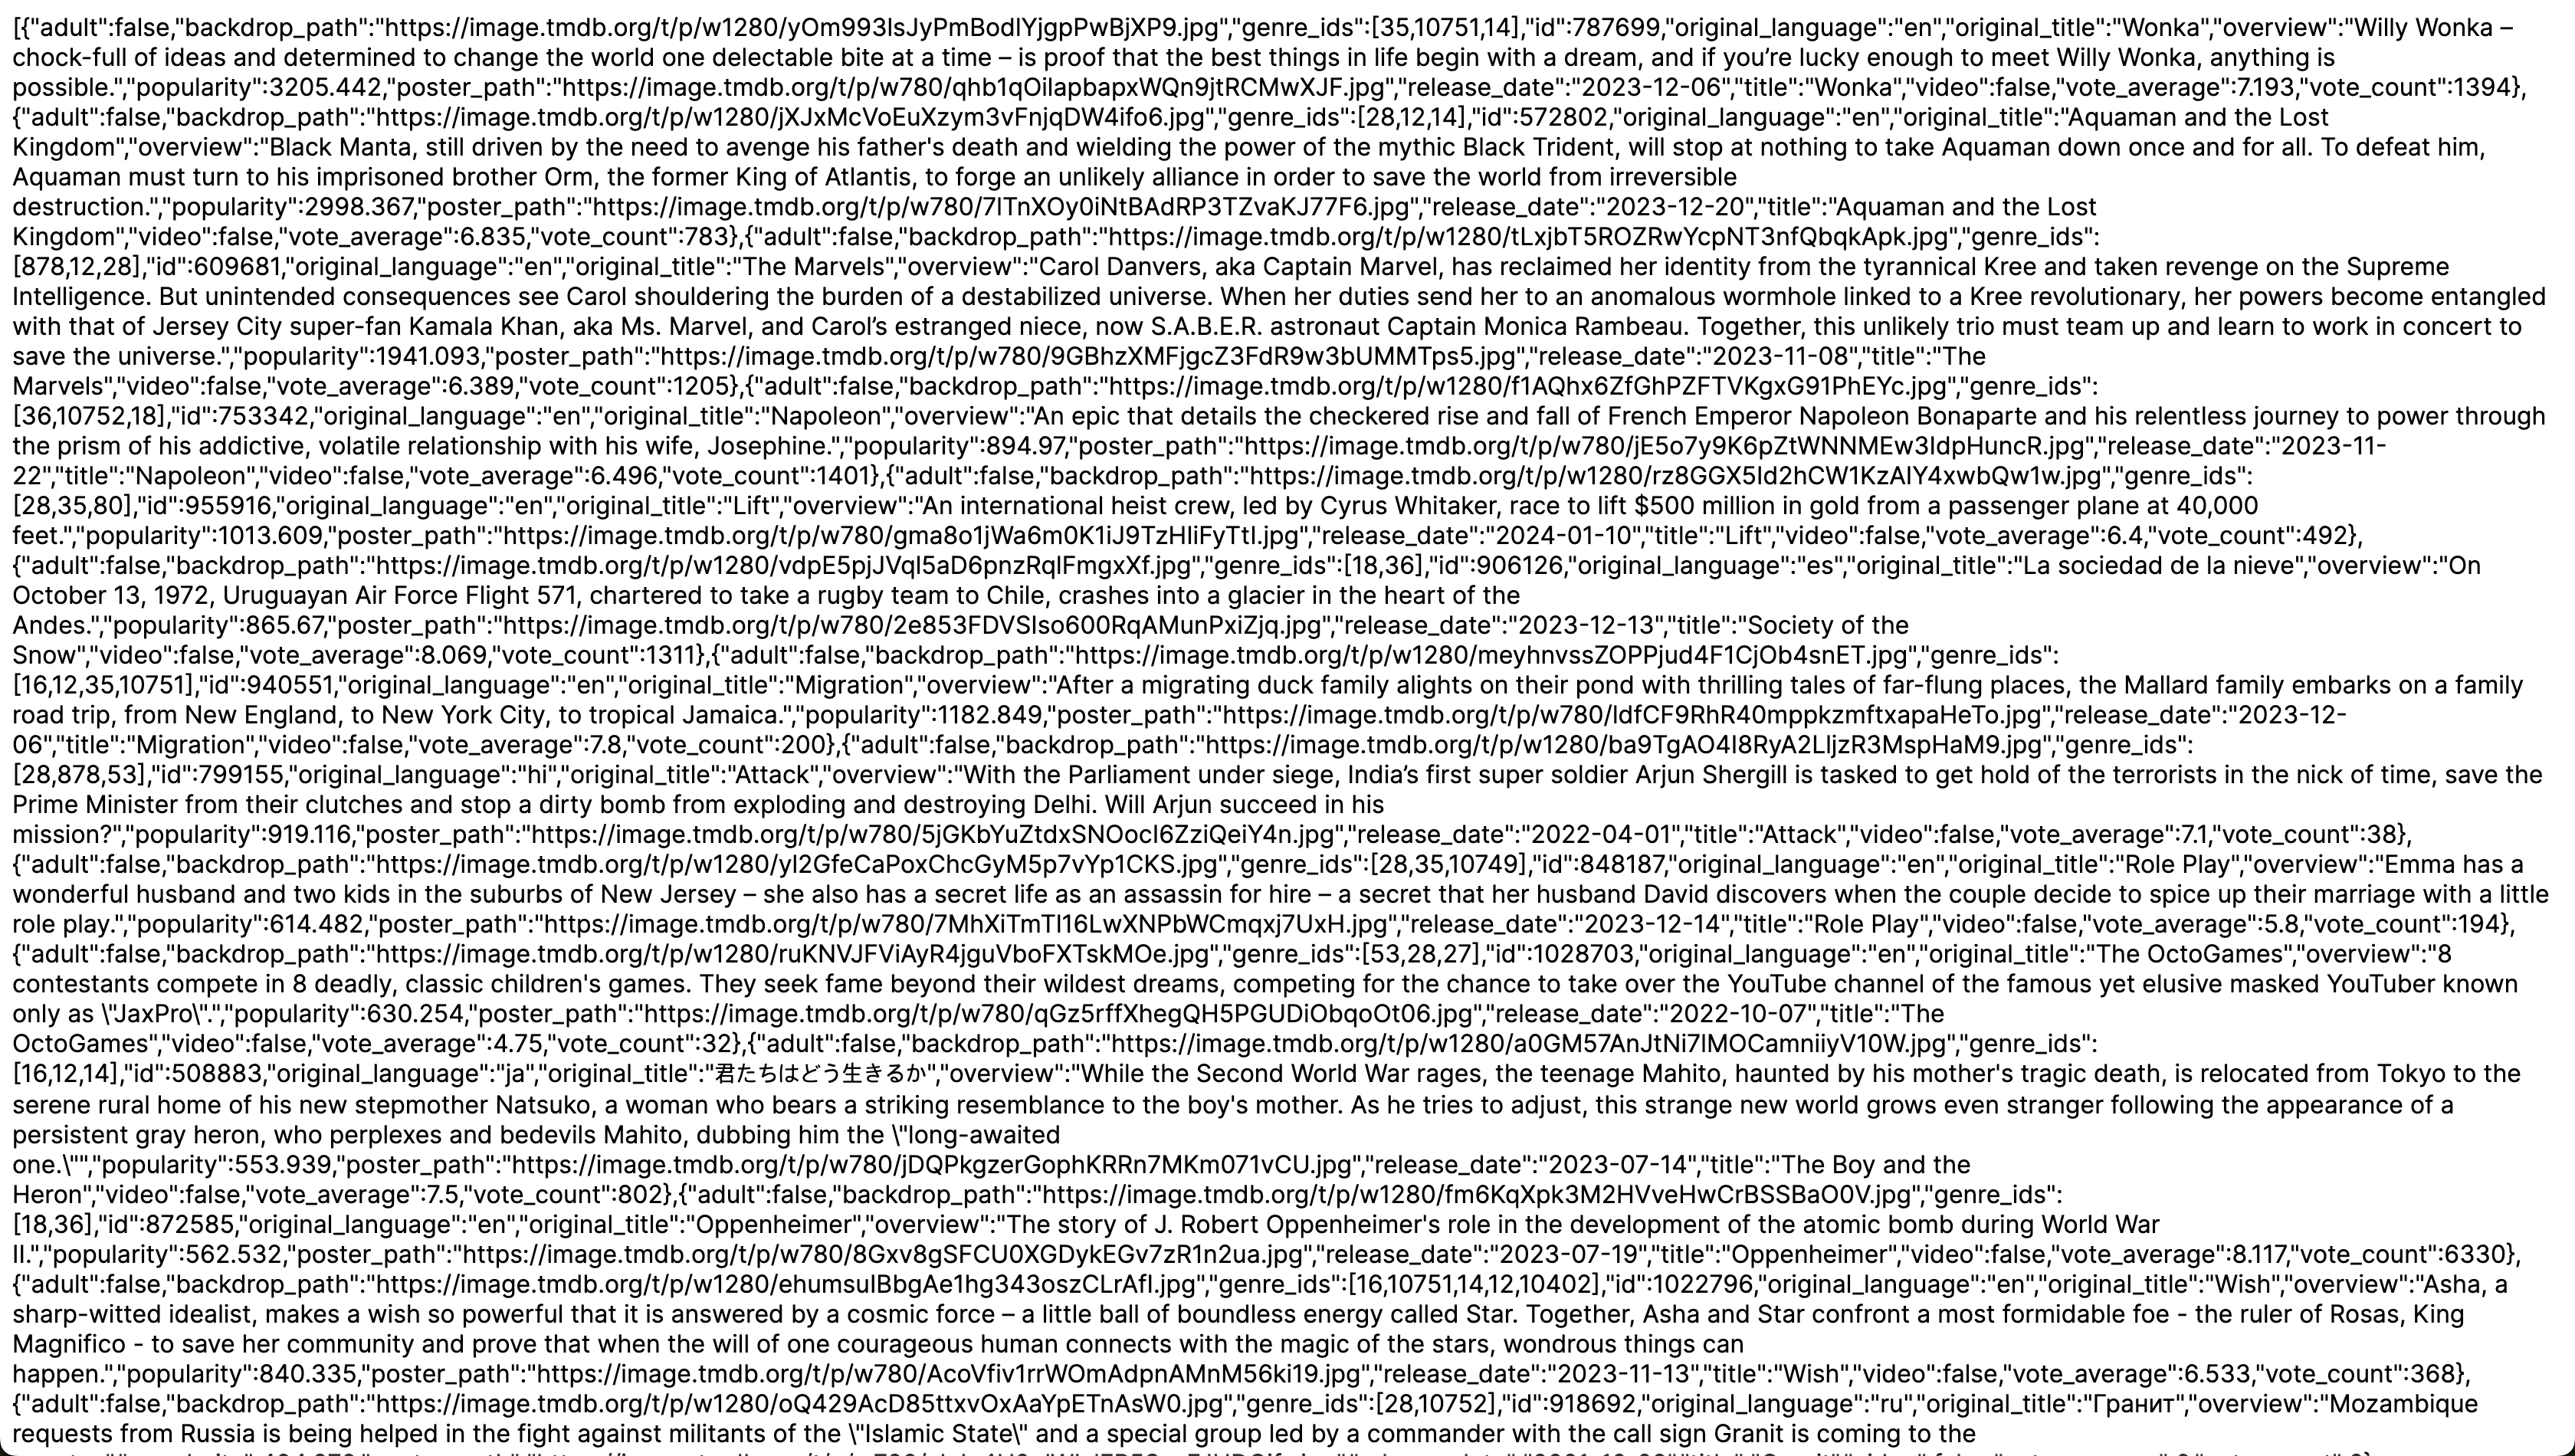 [{"adult":false,"backdrop_path":"https://image.tmdb.org/t/p/w1280/yOm993lsJyPmBodlYjgpPwBjXP9.jpg","genre_ids":[35,10751,14],"id":787699,"original_language":"en","original_title":"Wonka","overview":"Willy Wonka –
chock-full of ideas and determined to change the world one delectable bite at a time – is proof that the best things in life begin with a dream, and if you’re lucky enough to meet Willy Wonka, anything is
possible.","popularity":3205.442,"poster_path":"https://image.tmdb.org/t/p/w780/qhb1qOilapbapxWQn9jtRCMwXJF.jpg","release_date":"2023-12-06","title":"Wonka","video":false,"vote_average":7.193,"vote_count":1394},
{"adult":false,"backdrop_path":"https://image.tmdb.org/t/p/w1280/jXJxMcVoEuXzym3vFnjqDW4ifo6.jpg","genre_ids":[28,12,14],"id":572802,"original_language":"en","original_title":"Aquaman and the Lost
Kingdom","overview":"Black Manta, still driven by the need to avenge his father's death and wielding the power of the mythic Black Trident, will stop at nothing to take Aquaman down once and for all. To defeat him,
Aquaman must turn to his imprisoned brother Orm, the former King of Atlantis, to forge an unlikely alliance in order to save the world from irreversible
destruction.","popularity":2998.367,"poster_path":"https://image.tmdb.org/t/p/w780/7lTnXOy0iNtBAdRP3TZvaKJ77F6.jpg","release_date":"2023-12-20","title":"Aquaman and the Lost
Kingdom","video":false,"vote_average":6.835,"vote_count":783},{"adult":false,"backdrop_path":"https://image.tmdb.org/t/p/w1280/tLxjbT5ROZRwYcpNT3nfQbqkApk.jpg","genre_ids":
[878,12,28],"id":609681,"original_language":"en","original_title":"The Marvels","overview":"Carol Danvers, aka Captain Marvel, has reclaimed her identity from the tyrannical Kree and taken revenge on the Supreme
Intelligence. But unintended consequences see Carol shouldering the burden of a destabilized universe. When her duties send her to an anomalous wormhole linked to a Kree revolutionary, her powers become entangled
with that of Jersey City super-fan Kamala Khan, aka Ms. Marvel, and Carol’s estranged niece, now S.A.B.E.R. astronaut Captain Monica Rambeau. Together, this unlikely trio must team up and learn to work in concert to
save the universe.","popularity":1941.093,"poster_path":"https://image.tmdb.org/t/p/w780/9GBhzXMFjgcZ3FdR9w3bUMMTps5.jpg","release_date":"2023-11-08","title":"The
Marvels","video":false,"vote_average":6.389,"vote_count":1205},{"adult":false,"backdrop_path":"https://image.tmdb.org/t/p/w1280/f1AQhx6ZfGhPZFTVKgxG91PhEYc.jpg","genre_ids":
[36,10752,18],"id":753342,"original_language":"en","original_title":"Napoleon","overview":"An epic that details the checkered rise and fall of French Emperor Napoleon Bonaparte and his relentless journey to power through
the prism of his addictive, volatile relationship with his wife, Josephine.","popularity":894.97,"poster_path":"https://image.tmdb.org/t/p/w780/jE5o7y9K6pZtWNNMEw3IdpHuncR.jpg","release_date":"2023-11-
22","title":"Napoleon","video":false,"vote_average":6.496,"vote_count":1401},{"adult":false,"backdrop_path":"https://image.tmdb.org/t/p/w1280/rz8GGX5Id2hCW1KzAIY4xwbQw1w.jpg","genre_ids":
[28,35,80],"id":955916,"original_language":"en","original_title":"Lift","overview":"An international heist crew, led by Cyrus Whitaker, race to lift $500 million in gold from a passenger plane at 40,000
feet.","popularity":1013.609,"poster_path":"https://image.tmdb.org/t/p/w780/gma8o1jWa6m0K1iJ9TzHIiFyTtI.jpg","release_date":"2024-01-10","title":"Lift","video":false,"vote_average":6.4,"vote_count":492},
{"adult":false,"backdrop_path":"https://image.tmdb.org/t/p/w1280/vdpE5pjJVql5aD6pnzRqlFmgxXf.jpg","genre_ids":[18,36],"id":906126,"original_language":"es","original_title":"La sociedad de la nieve","overview":"On
October 13, 1972, Uruguayan Air Force Flight 571, chartered to take a rugby team to Chile, crashes into a glacier in the heart of the
Andes.","popularity":865.67,"poster_path":"https://image.tmdb.org/t/p/w780/2e853FDVSIso600RqAMunPxiZjq.jpg","release_date":"2023-12-13","title":"Society of the
Snow","video":false,"vote_average":8.069,"vote_count":1311},{"adult":false,"backdrop_path":"https://image.tmdb.org/t/p/w1280/meyhnvssZOPPjud4F1CjOb4snET.jpg","genre_ids":
[16,12,35,10751],"id":940551,"original_language":"en","original_title":"Migration","overview":"After a migrating duck family alights on their pond with thrilling tales of far-flung places, the Mallard family embarks on a family
road trip, from New England, to New York City, to tropical Jamaica.","popularity":1182.849,"poster_path":"https://image.tmdb.org/t/p/w780/ldfCF9RhR40mppkzmftxapaHeTo.jpg","release_date":"2023-12-
06","title":"Migration","video":false,"vote_average":7.8,"vote_count":200},{"adult":false,"backdrop_path":"https://image.tmdb.org/t/p/w1280/ba9TgAO4I8RyA2LljzR3MspHaM9.jpg","genre_ids":
[28,878,53],"id":799155,"original_language":"hi","original_title":"Attack","overview":"With the Parliament under siege, India’s first super soldier Arjun Shergill is tasked to get hold of the terrorists in the nick of time, save the
Prime Minister from their clutches and stop a dirty bomb from exploding and destroying Delhi. Will Arjun succeed in his
mission?","popularity":919.116,"poster_path":"https://image.tmdb.org/t/p/w780/5jGKbYuZtdxSNOocI6ZziQeiY4n.jpg","release_date":"2022-04-01","title":"Attack","video":false,"vote_average":7.1,"vote_count":38},
{"adult":false,"backdrop_path":"https://image.tmdb.org/t/p/w1280/yl2GfeCaPoxChcGyM5p7vYp1CKS.jpg","genre_ids":[28,35,10749],"id":848187,"original_language":"en","original_title":"Role Play","overview":"Emma has a
wonderful husband and two kids in the suburbs of New Jersey – she also has a secret life as an assassin for hire – a secret that her husband David discovers when the couple decide to spice up their marriage with a little
role play.","popularity":614.482,"poster_path":"https://image.tmdb.org/t/p/w780/7MhXiTmTl16LwXNPbWCmqxj7UxH.jpg","release_date":"2023-12-14","title":"Role Play","video":false,"vote_average":5.8,"vote_count":194},
{"adult":false,"backdrop_path":"https://image.tmdb.org/t/p/w1280/ruKNVJFViAyR4jguVboFXTskMOe.jpg","genre_ids":[53,28,27],"id":1028703,"original_language":"en","original_title":"The OctoGames","overview":"8
contestants compete in 8 deadly, classic children's games. They seek fame beyond their wildest dreams, competing for the chance to take over the YouTube channel of the famous yet elusive masked YouTuber known
only as \"JaxPro\".","popularity":630.254,"poster_path":"https://image.tmdb.org/t/p/w780/qGz5rffXhegQH5PGUDiObqoOt06.jpg","release_date":"2022-10-07","title":"The
OctoGames","video":false,"vote_average":4.75,"vote_count":32},{"adult":false,"backdrop_path":"https://image.tmdb.org/t/p/w1280/a0GM57AnJtNi7lMOCamniiyV10W.jpg","genre_ids":
[16,12,14],"id":508883,"original_language":"ja","original_title":"君たちはどう生きるか","overview":"While the Second World War rages, the teenage Mahito, haunted by his mother's tragic death, is relocated from Tokyo to the
serene rural home of his new stepmother Natsuko, a woman who bears a striking resemblance to the boy's mother. As he tries to adjust, this strange new world grows even stranger following the appearance of a
persistent gray heron, who perplexes and bedevils Mahito, dubbing him the \"long-awaited
one.\"","popularity":553.939,"poster_path":"https://image.tmdb.org/t/p/w780/jDQPkgzerGophKRRn7MKm071vCU.jpg","release_date":"2023-07-14","title":"The Boy and the
Heron","video":false,"vote_average":7.5,"vote_count":802},{"adult":false,"backdrop_path":"https://image.tmdb.org/t/p/w1280/fm6KqXpk3M2HVveHwCrBSSBaO0V.jpg","genre_ids":
[18,36],"id":872585,"original_language":"en","original_title":"Oppenheimer","overview":"The story of J. Robert Oppenheimer's role in the development of the atomic bomb during World War
II.","popularity":562.532,"poster_path":"https://image.tmdb.org/t/p/w780/8Gxv8gSFCU0XGDykEGv7zR1n2ua.jpg","release_date":"2023-07-19","title":"Oppenheimer","video":false,"vote_average":8.117,"vote_count":6330},
{"adult":false,"backdrop_path":"https://image.tmdb.org/t/p/w1280/ehumsuIBbgAe1hg343oszCLrAfI.jpg","genre_ids":[16,10751,14,12,10402],"id":1022796,"original_language":"en","original_title":"Wish","overview":"Asha, a
sharp-witted idealist, makes a wish so powerful that it is answered by a cosmic force – a little ball of boundless energy called Star. Together, Asha and Star confront a most formidable foe - the ruler of Rosas, King
Magnifico - to save her community and prove that when the will of one courageous human connects with the magic of the stars, wondrous things can
happen.","popularity":840.335,"poster_path":"https://image.tmdb.org/t/p/w780/AcoVfiv1rrWOmAdpnAMnM56ki19.jpg","release_date":"2023-11-13","title":"Wish","video":false,"vote_average":6.533,"vote_count":368},
{"adult":false,"backdrop_path":"https://image.tmdb.org/t/p/w1280/oQ429AcD85ttxvOxAaYpETnAsW0.jpg","genre_ids":[28,10752],"id":918692,"original_language":"ru","original_title":"Гранит","overview":"Mozambique
requests from Russia is being helped in the fight against militants of the \"Islamic State\" and a special group led by a commander with the call sign Granit is coming to the